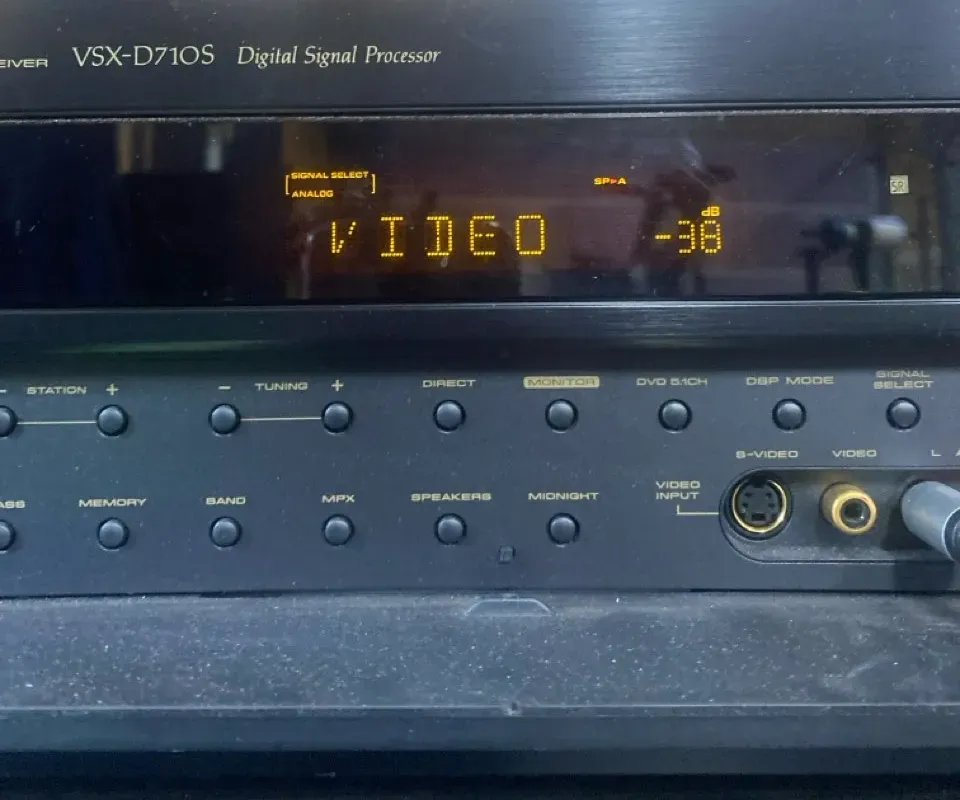 EIVER VSX-D710S Digital Signal Processor
SIGNAL SELECT
ANALOG
SP►A
SR
dB
VIDEO -38
- STATION +
- TUNING +
DIRECT
MONITOR
DVD 5.1CH
DSP MODE
SIGNAL
SELECT
S-VIDEO
VIDEO
L A
VIDEO
INPUT
ASS
MEMORY
BAND
MPX
SPEAKERS
MIDNIGHT